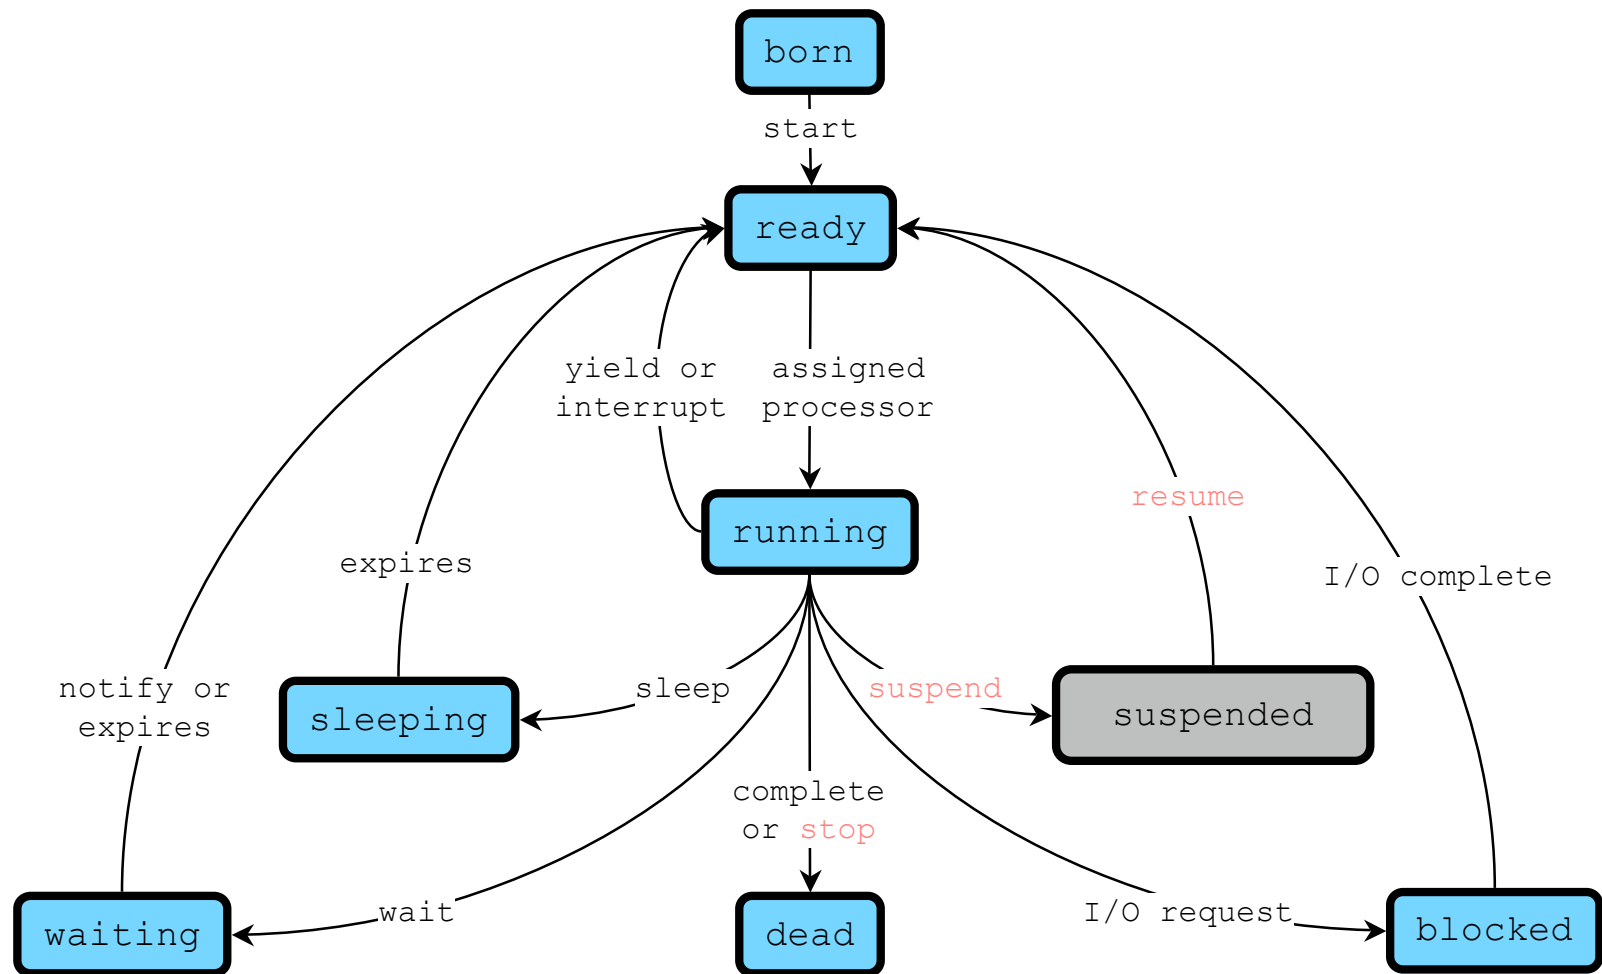 born
start
ready
yield or
interrupt
assigned
processor
resume
running
expires
I/O complete
notify or
expires
sleeping
sleep
suspend
suspended
complete
or stop
waiting
wait
dead
I/O request
blocked